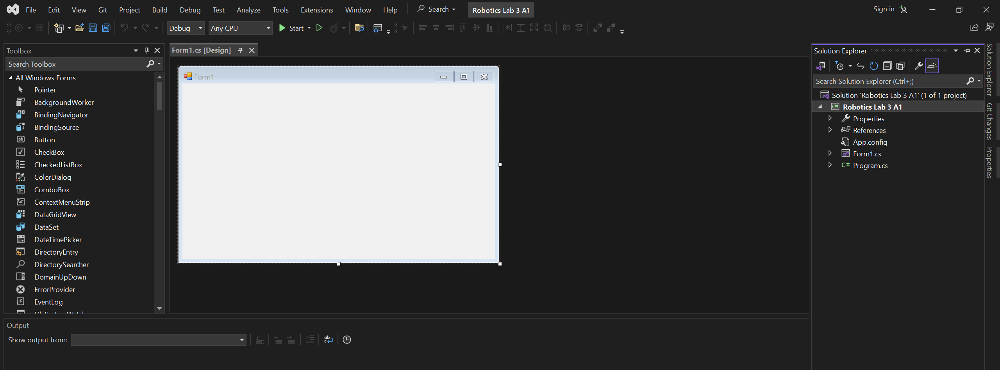 File Edit View Git Project Build Debug Test Analyze Tools Extensions Window Help Search Robotics Lab 3 A1 Sign in
Debug Any CPU Start
Toolbox
Search Toolbox
All Windows Forms
Pointer
BackgroundWorker
BindingNavigator
BindingSource
Button
CheckBox
CheckedListBox
ColorDialog
ComboBox
ContextMenuStrip
DataGridView
DataSet
DateTimePicker
DirectoryEntry
DirectorySearcher
DomainUpDown
ErrorProvider
EventLog
Form1.cs [Design]
Form1
Output
Show output from:
Solution Explorer
Search Solution Explorer (Ctrl+;)
Solution 'Robotics Lab 3 A1' (1 of 1 project)
C# Robotics Lab 3 A1
Properties
References
App.config
Form1.cs
C# Program.cs
Solution Explorer
Git Changes
Properties